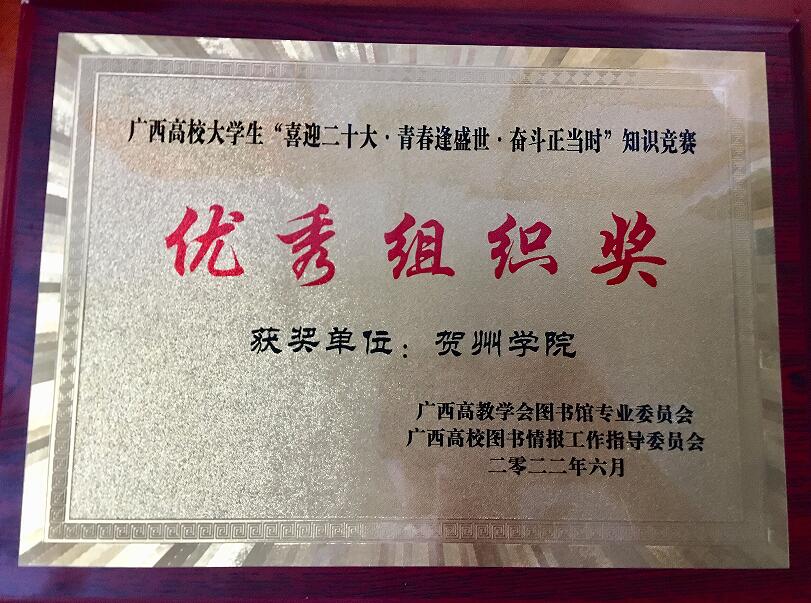 广西高校大学生“喜迎二十大·青春逢盛世·奋斗正当时”知识竞赛
优秀组织奖
获奖单位：贺州学院
广西高教学会图书馆专业委员会
广西高校图书情报工作指导委员会
二零二二年六月